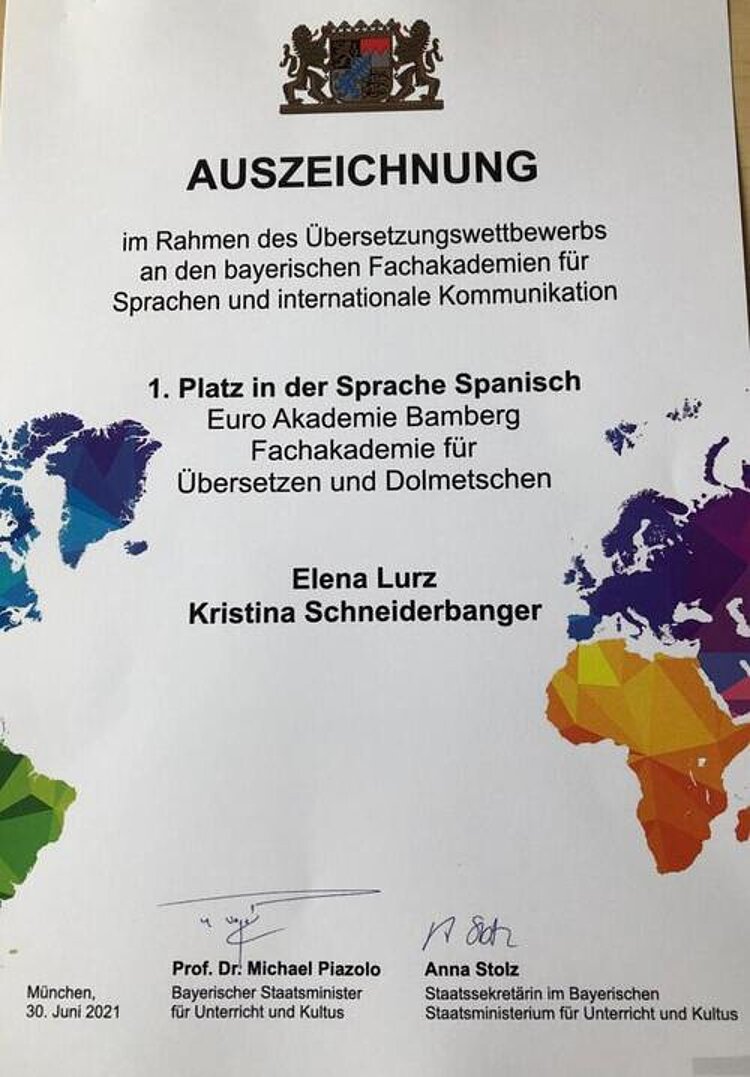 AUSZEICHNUNG
im Rahmen des Übersetzungswettbewerbs
an den bayerischen Fachakademien für
Sprachen und internationale Kommunikation
1. Platz in der Sprache Spanisch
Euro Akademie Bamberg
Fachakademie für
Übersetzen und Dolmetschen
Elena Lurz
Kristina Schneiderbanger
München,
30. Juni 2021
Prof. Dr. Michael Piazolo
Bayerischer Staatsminister
für Unterricht und Kultus
A Stolz
Anna Stolz
Staatssekretärin im Bayerischen
Staatsministerium für Unterricht und Kultus